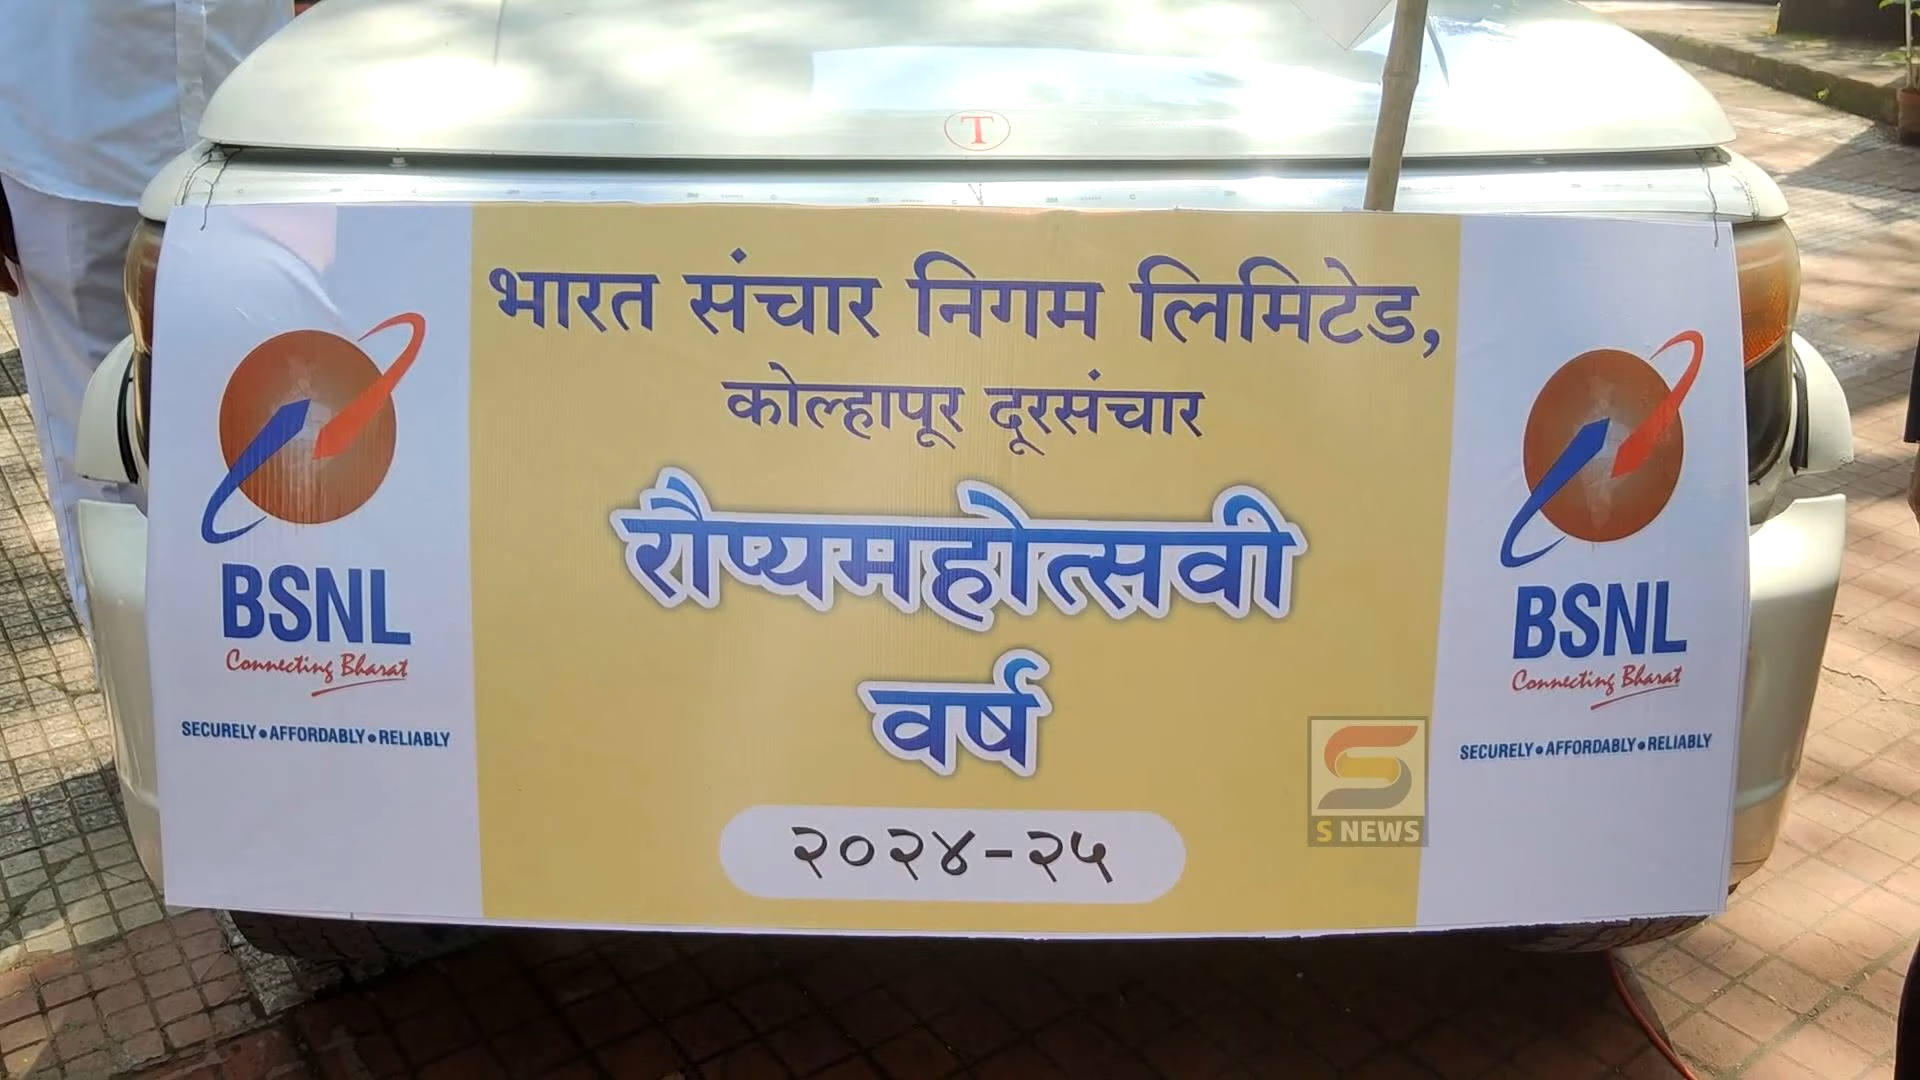 T
भारत संचार निगम लिमिटेड,
कोल्हापूर दूरसंचार
रौप्यमहोत्सवी
वर्ष
२०२४-२५
BSNL
Connecting Bharat
SECURELY • AFFORDABLY • RELIABLY
BSNL
Connecting Bharat
SECURELY • AFFORDABLY • RELIABLY
S NEWS